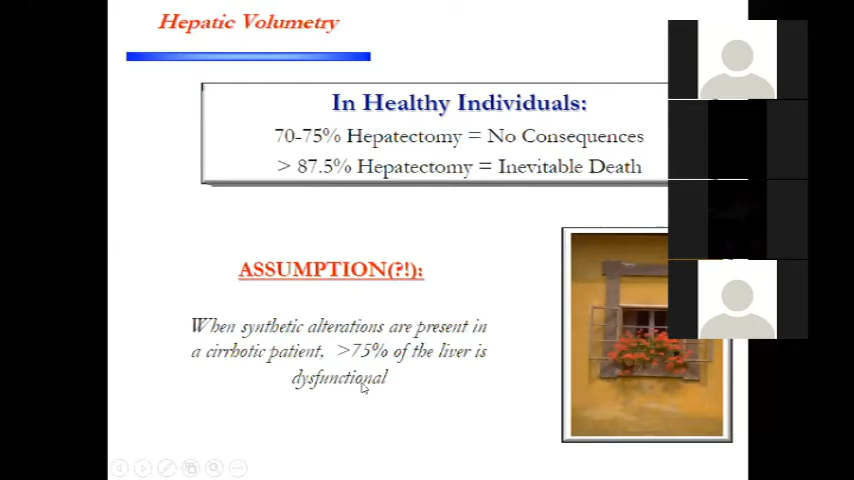 Hepatic Volumetry
In Healthy Individuals:
70-75% Hepatectomy = No Consequences
> 87.5% Hepatectomy = Inevitable Death
ASSUMPTION(?!):
When synthetic alterations are present in
a cirrhotic patient, >75% of the liver is
dysfunctional